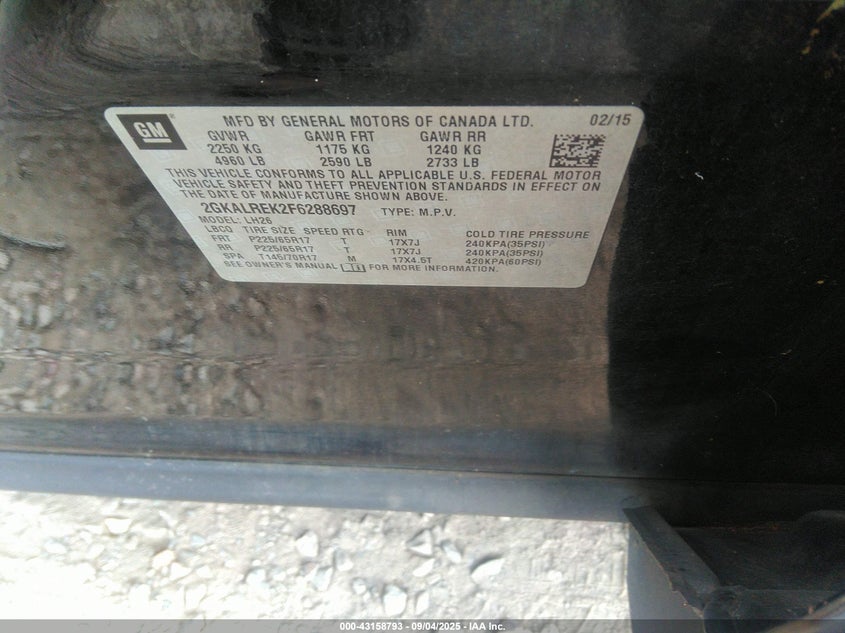 GM
MFD BY GENERAL MOTORS OF CANADA LTD. 02/15
GVWR GAWR FRT GAWR RR
2250 KG 1175 KG 1240 KG
4960 LB 2590 LB 2733 LB
THIS VEHICLE CONFORMS TO ALL APPLICABLE U.S. FEDERAL MOTOR
VEHICLE SAFETY AND THEFT PREVENTION STANDARDS IN EFFECT ON
THE DATE OF MANUFACTURE SHOWN ABOVE.
2GKALREK2F6288697 TYPE: M.P.V.
MODEL: LH26
LBCQ TIRE SIZE SPEED RTG RIM COLD TIRE PRESSURE
FRT P225/65R17 T 17X7J 240KPA(35PSI)
RR P225/65R17 T 17X7J 240KPA(35PSI)
SPA T145/70R17 M 17X4.5T 420KPA(60PSI)
SEE OWNER'S MANUAL FOR MORE INFORMATION.
000-43158793 - 09/04/2025 - IAA Inc.